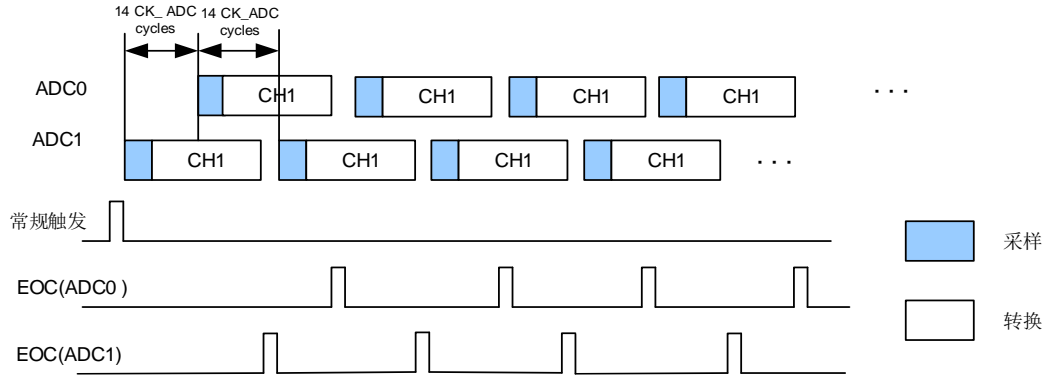 14 CK_ ADC
cycles
14 CK_ADC
cycles
ADC0
CH1
CH1
CH1
CH1
. . .
ADC1
CH1
CH1
CH1
CH1
. . .
常规触发
采样
EOC(ADC0 )
转换
EOC(ADC1)